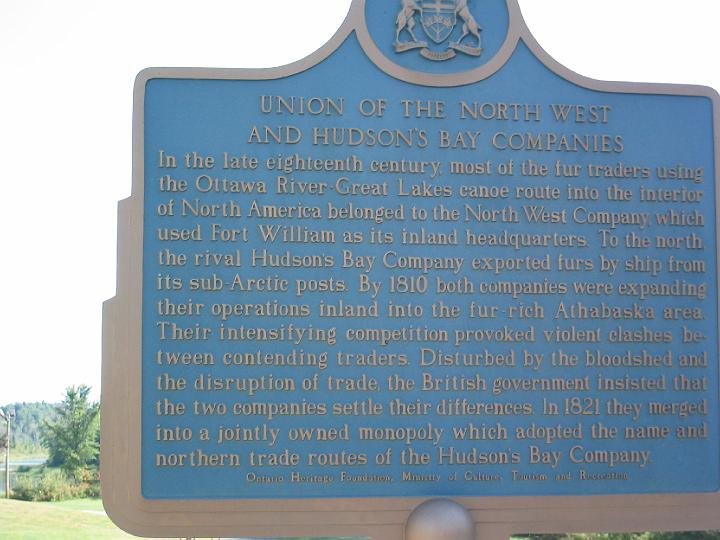 UNION OF THE NORTH WEST
AND HUDSON'S BAY COMPANIES
In the late eighteenth century, most of the fur traders using
the Ottawa River-Great Lakes canoe route into the interior
of North America belonged to the North West Company, which
used Fort William as its inland headquarters. To the north,
the rival Hudson's Bay Company exported furs by ship from
its sub-Arctic posts. By 1810 both companies were expanding
their operations inland into the fur-rich Athabaska area.
Their intensifying competition provoked violent clashes be-
tween contending traders. Disturbed by the bloodshed and
the disruption of trade, the British government insisted that
the two companies settle their differences. In 1821 they merged
into a jointly owned monopoly which adopted the name and
northern trade routes of the Hudson's Bay Company.
Ontario Heritage Foundation, Ministry of Culture, Tourism and Recreation